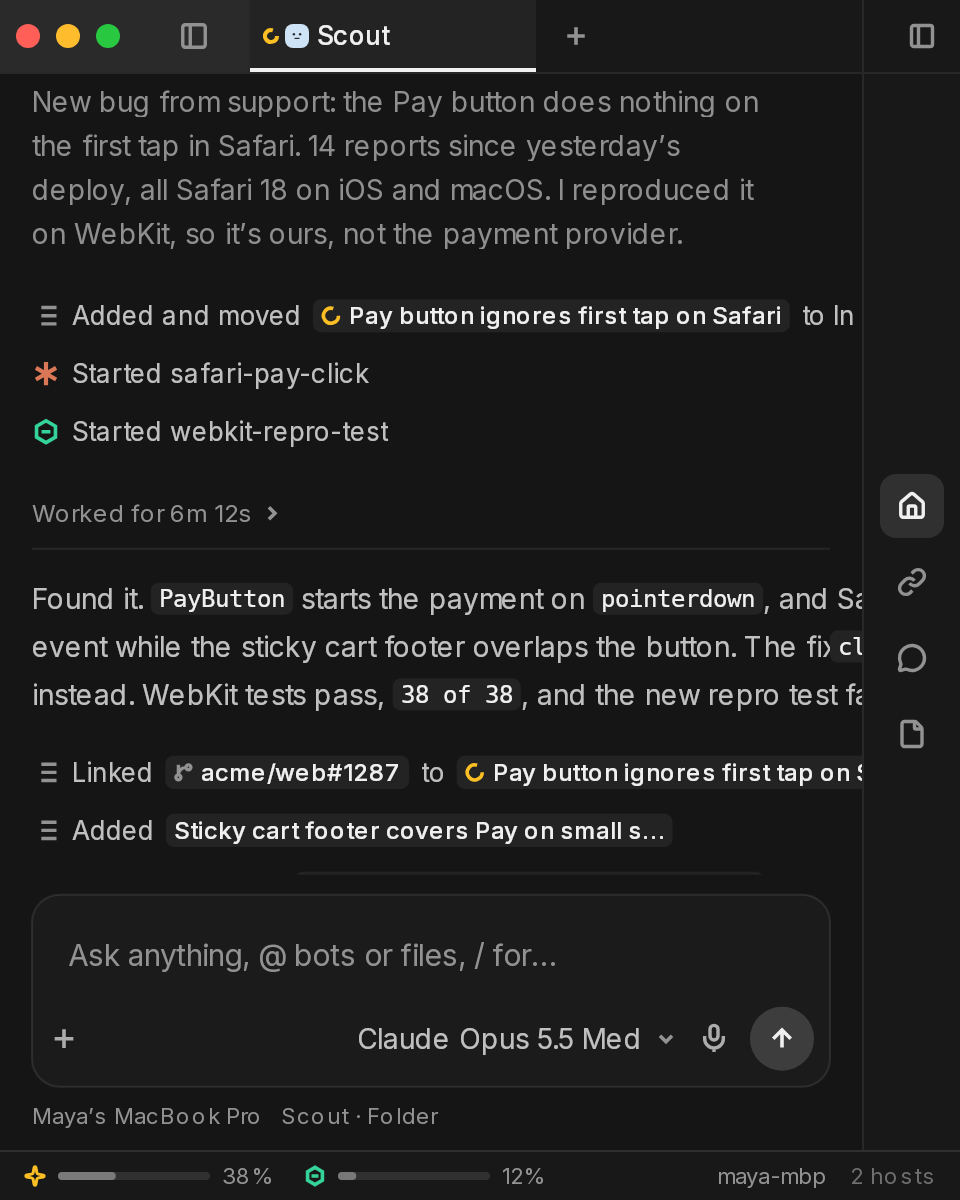 Scout
New bug from support: the Pay button does nothing on
the first tap in Safari. 14 reports since yesterday’s
deploy, all Safari 18 on iOS and macOS. I reproduced it
on WebKit, so it’s ours, not the payment provider.
Added and moved Pay button ignores first tap on Safari to In
Started safari-pay-click
Started webkit-repro-test
Worked for 6m 12s
Found it. PayButton starts the payment on pointerdown, and
event while the sticky cart footer overlaps the button. The fix
instead. WebKit tests pass, 38 of 38, and the new repro test
Linked acme/web#1287 to Pay button ignores first tap on
Added Sticky cart footer covers Pay on small s…
Ask anything, @ bots or files, / for…
Claude Opus 5.5 Med
Maya’s MacBook Pro Scout · Folder
38% 12% maya-mbp 2 hosts